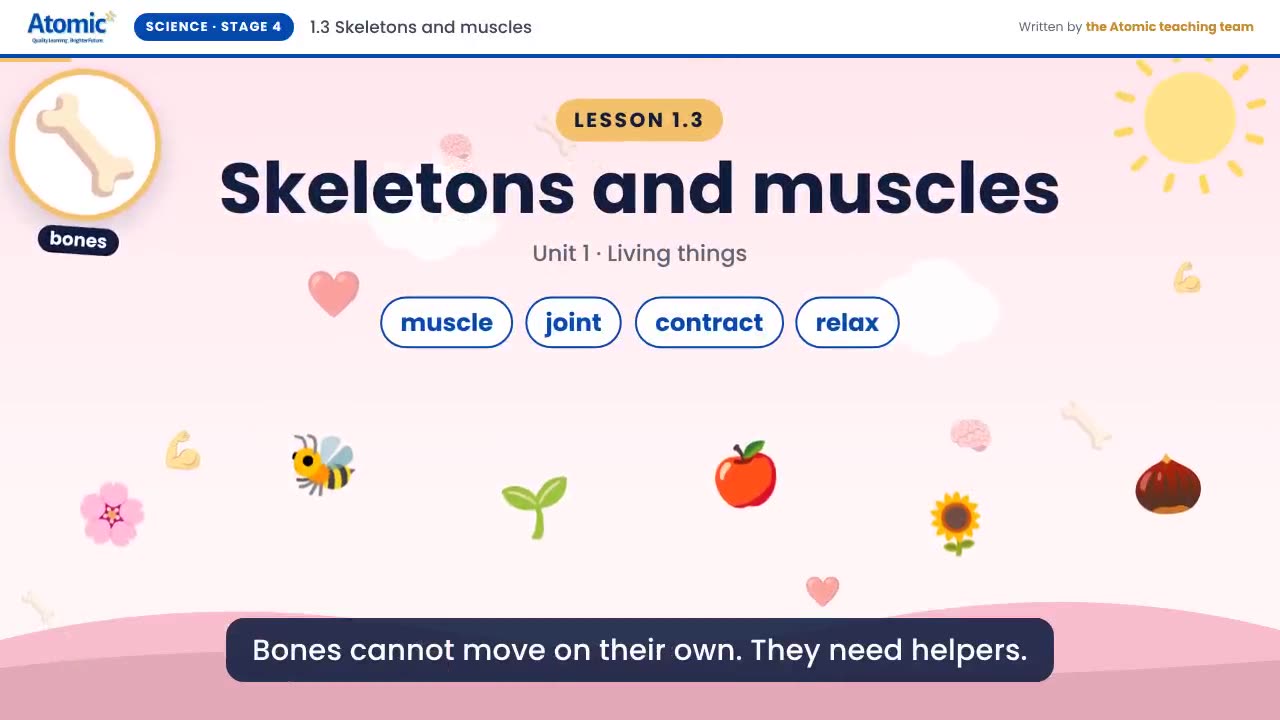 Atomic
Quality Learning. Brighter Future.
SCIENCE · STAGE 4
1.3 Skeletons and muscles
Written by the Atomic teaching team
bones
LESSON 1.3
Skeletons and muscles
Unit 1 · Living things
muscle
joint
contract
relax
Bones cannot move on their own. They need helpers.